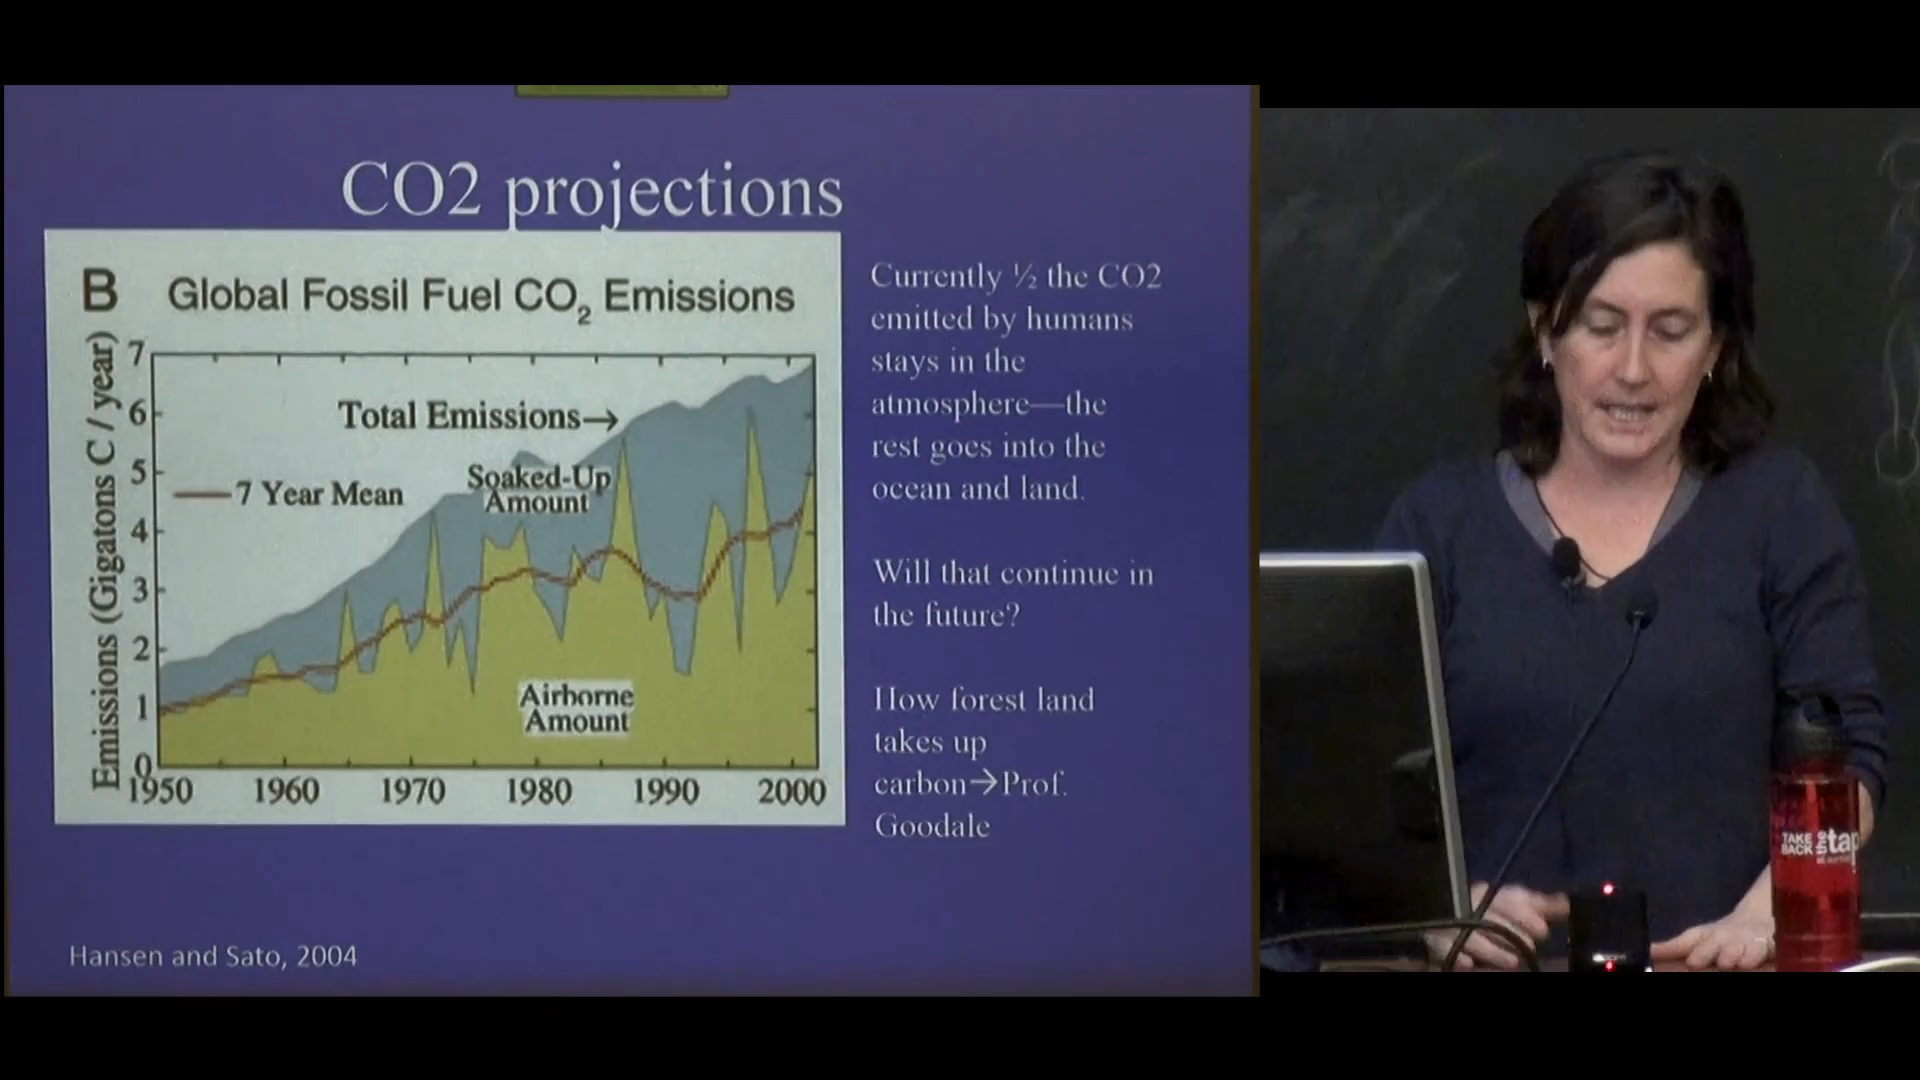 CO2 projections
B Global Fossil Fuel CO₂ Emissions
Emissions (Gigatons C / year)
7
6
5
4
3
2
1
0
Total Emissions→
Soaked-Up
Amount
7 Year Mean
Airborne
Amount
1950 1960 1970 1980 1990 2000
Currently ½ the CO2
emitted by humans
stays in the
atmosphere—the
rest goes into the
ocean and land.
Will that continue in
the future?
How forest land
takes up
carbon→Prof.
Goodale
Hansen and Sato, 2004
TAKE
BACK
the
tap